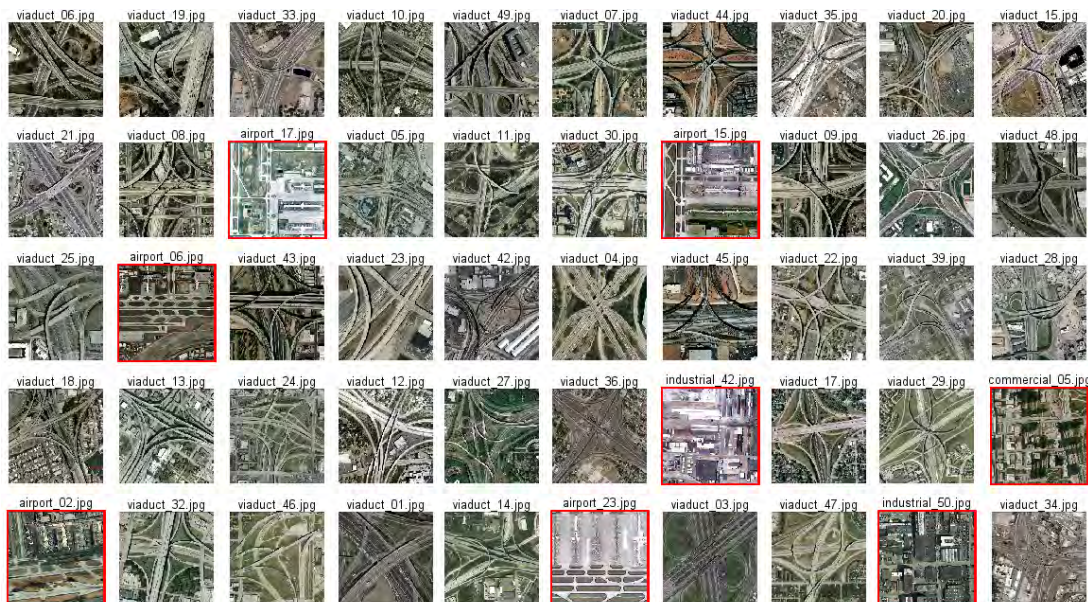 viaduct_06.jpg viaduct_19.jpg viaduct_33.jpg viaduct_10.jpg viaduct_49.jpg viaduct_07.jpg viaduct_44.jpg viaduct_35.jpg viaduct_20.jpg viaduct_15.jpg
viaduct_21.jpg viaduct_08.jpg airport_17.jpg viaduct_05.jpg viaduct_11.jpg viaduct_30.jpg airport_15.jpg viaduct_09.jpg viaduct_26.jpg viaduct_48.jpg
viaduct_25.jpg airport_06.jpg viaduct_43.jpg viaduct_23.jpg viaduct_42.jpg viaduct_04.jpg viaduct_45.jpg viaduct_22.jpg viaduct_39.jpg viaduct_28.jpg
viaduct_18.jpg viaduct_13.jpg viaduct_24.jpg viaduct_12.jpg viaduct_27.jpg viaduct_36.jpg industrial_42.jpg viaduct_17.jpg viaduct_29.jpg commercial_05.jpg
airport_02.jpg viaduct_32.jpg viaduct_46.jpg viaduct_01.jpg viaduct_14.jpg airport_23.jpg viaduct_03.jpg viaduct_47.jpg industrial_50.jpg viaduct_34.jpg